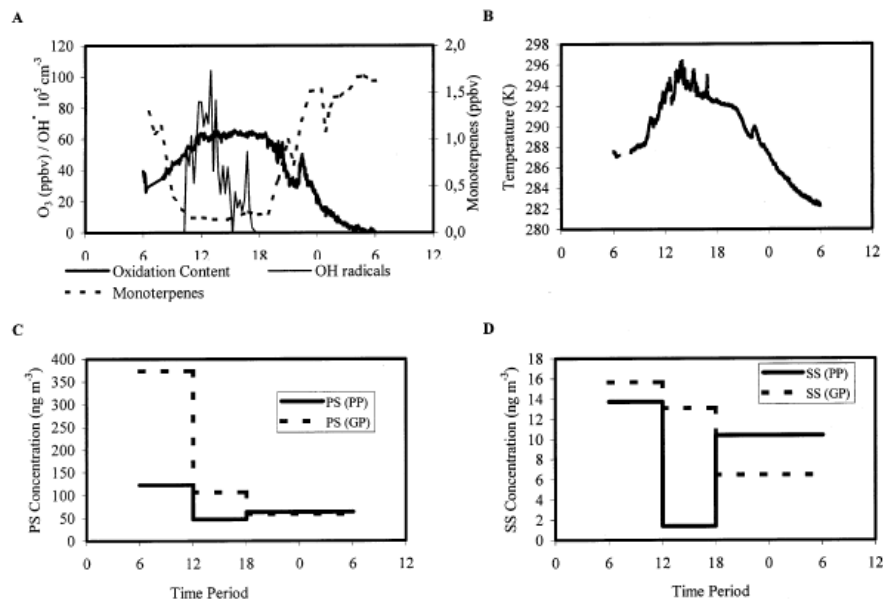 A
120
100
80
60
40
20
0
O₃ (ppbv) / OH• 10⁵ cm⁻³
2,0
1,5
1,0
0,5
0,0
Monoterpenes (ppbv)
0 6 12 18 0 6 12
Oxidation Content
OH radicals
Monoterpenes
B
298
296
294
292
290
288
286
284
282
280
Temperature (K)
0 6 12 18 0 6 12
C
400
350
300
250
200
150
100
50
0
PS Concentration (ng m⁻³)
PS (PP)
PS (GP)
0 6 12 18 0 6 12
Time Period
D
18
16
14
12
10
8
6
4
2
0
SS Concentration (ng m⁻³)
SS (PP)
SS (GP)
0 6 12 18 0 6 12
Time Period